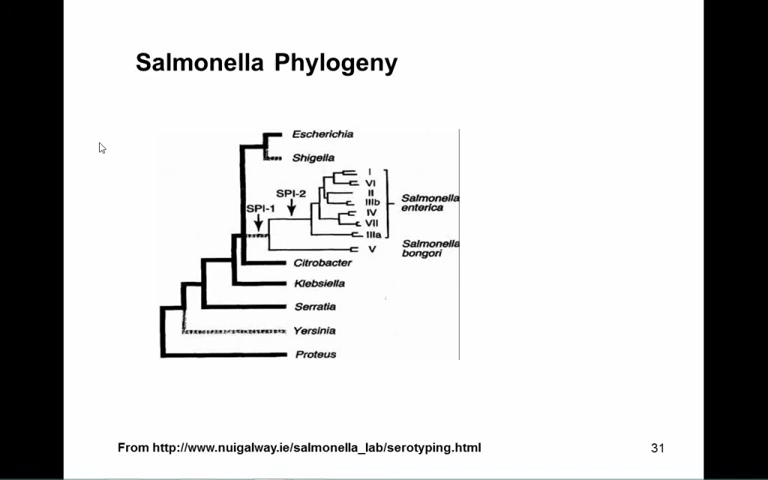 Salmonella Phylogeny
Escherichia
Shigella
I
VI
SPI-2
II
SPI-1
IIIb
IV
VII
IIIa
V
Salmonella
enterica
Salmonella
bongori
Citrobacter
Klebsiella
Serratia
Yersinia
Proteus
From http://www.nuigalway.ie/salmonella_lab/serotyping.html
31